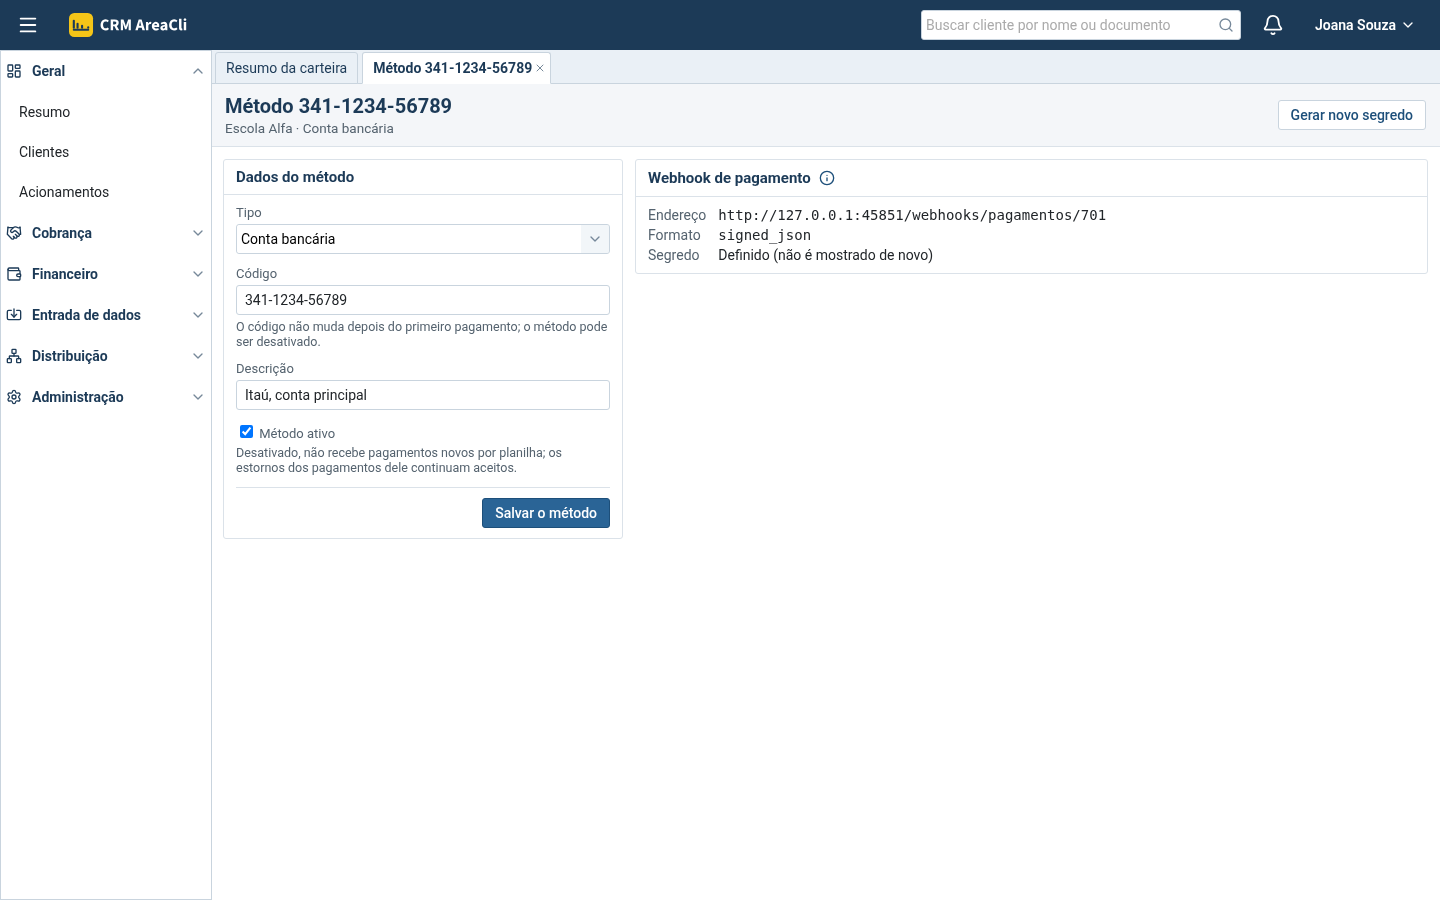 CRM AreaCli
Buscar cliente por nome ou documento
Joana Souza
Geral
Resumo
Clientes
Acionamentos
Cobrança
Financeiro
Entrada de dados
Distribuição
Administração
Resumo da carteira
Método 341-1234-56789
Método 341-1234-56789
Escola Alfa · Conta bancária
Gerar novo segredo
Dados do método
Tipo
Conta bancária
Código
341-1234-56789
O código não muda depois do primeiro pagamento; o método pode
ser desativado.
Descrição
Itaú, conta principal
Método ativo
Desativado, não recebe pagamentos novos por planilha; os
estornos dos pagamentos dele continuam aceitos.
Salvar o método
Webhook de pagamento
Endereço http://127.0.0.1:45851/webhooks/pagamentos/701
Formato signed_json
Segredo Definido (não é mostrado de novo)